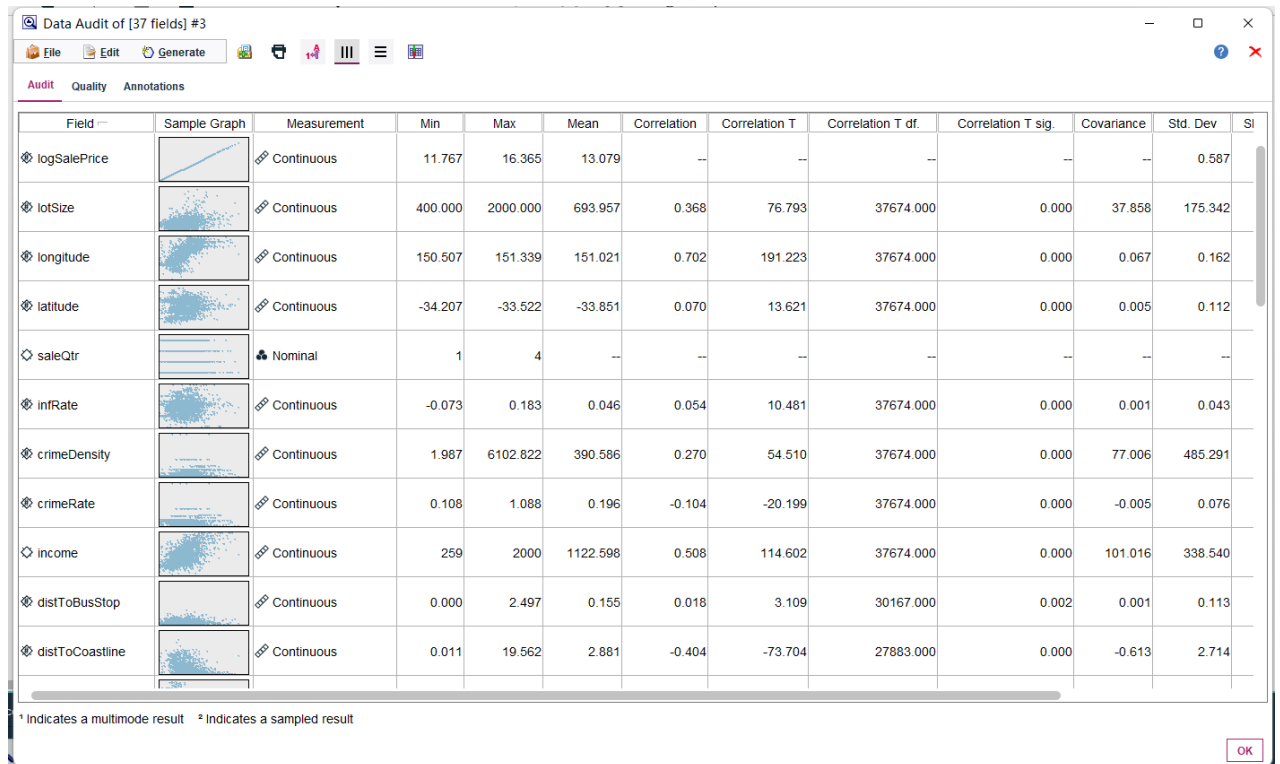 Data Audit of [37 fields] #3
File Edit Generate
Audit Quality Annotations
Field Sample Graph Measurement Min Max Mean Correlation Correlation T Correlation T df. Correlation T sig. Covariance Std. Dev
logSalePrice Continuous 11.767 16.365 13.079 -- -- -- -- -- 0.587
lotSize Continuous 400.000 2000.000 693.957 0.368 76.793 37674.000 0.000 37.858 175.342
longitude Continuous 150.507 151.339 151.021 0.702 191.223 37674.000 0.000 0.067 0.162
latitude Continuous -34.207 -33.522 -33.851 0.070 13.621 37674.000 0.000 0.005 0.112
saleQtr Nominal 1 4 -- -- -- -- -- -- --
infRate Continuous -0.073 0.183 0.046 0.054 10.481 37674.000 0.000 0.001 0.043
crimeDensity Continuous 1.987 6102.822 390.586 0.270 54.510 37674.000 0.000 77.006 485.291
crimeRate Continuous 0.108 1.088 0.196 -0.104 -20.199 37674.000 0.000 -0.005 0.076
income Continuous 259 2000 1122.598 0.508 114.602 37674.000 0.000 101.016 338.540
distToBusStop Continuous 0.000 2.497 0.155 0.018 3.109 30167.000 0.002 0.001 0.113
distToCoastline Continuous 0.011 19.562 2.881 -0.404 -73.704 27883.000 0.000 -0.613 2.714
¹ Indicates a multimode result ² Indicates a sampled result
OK